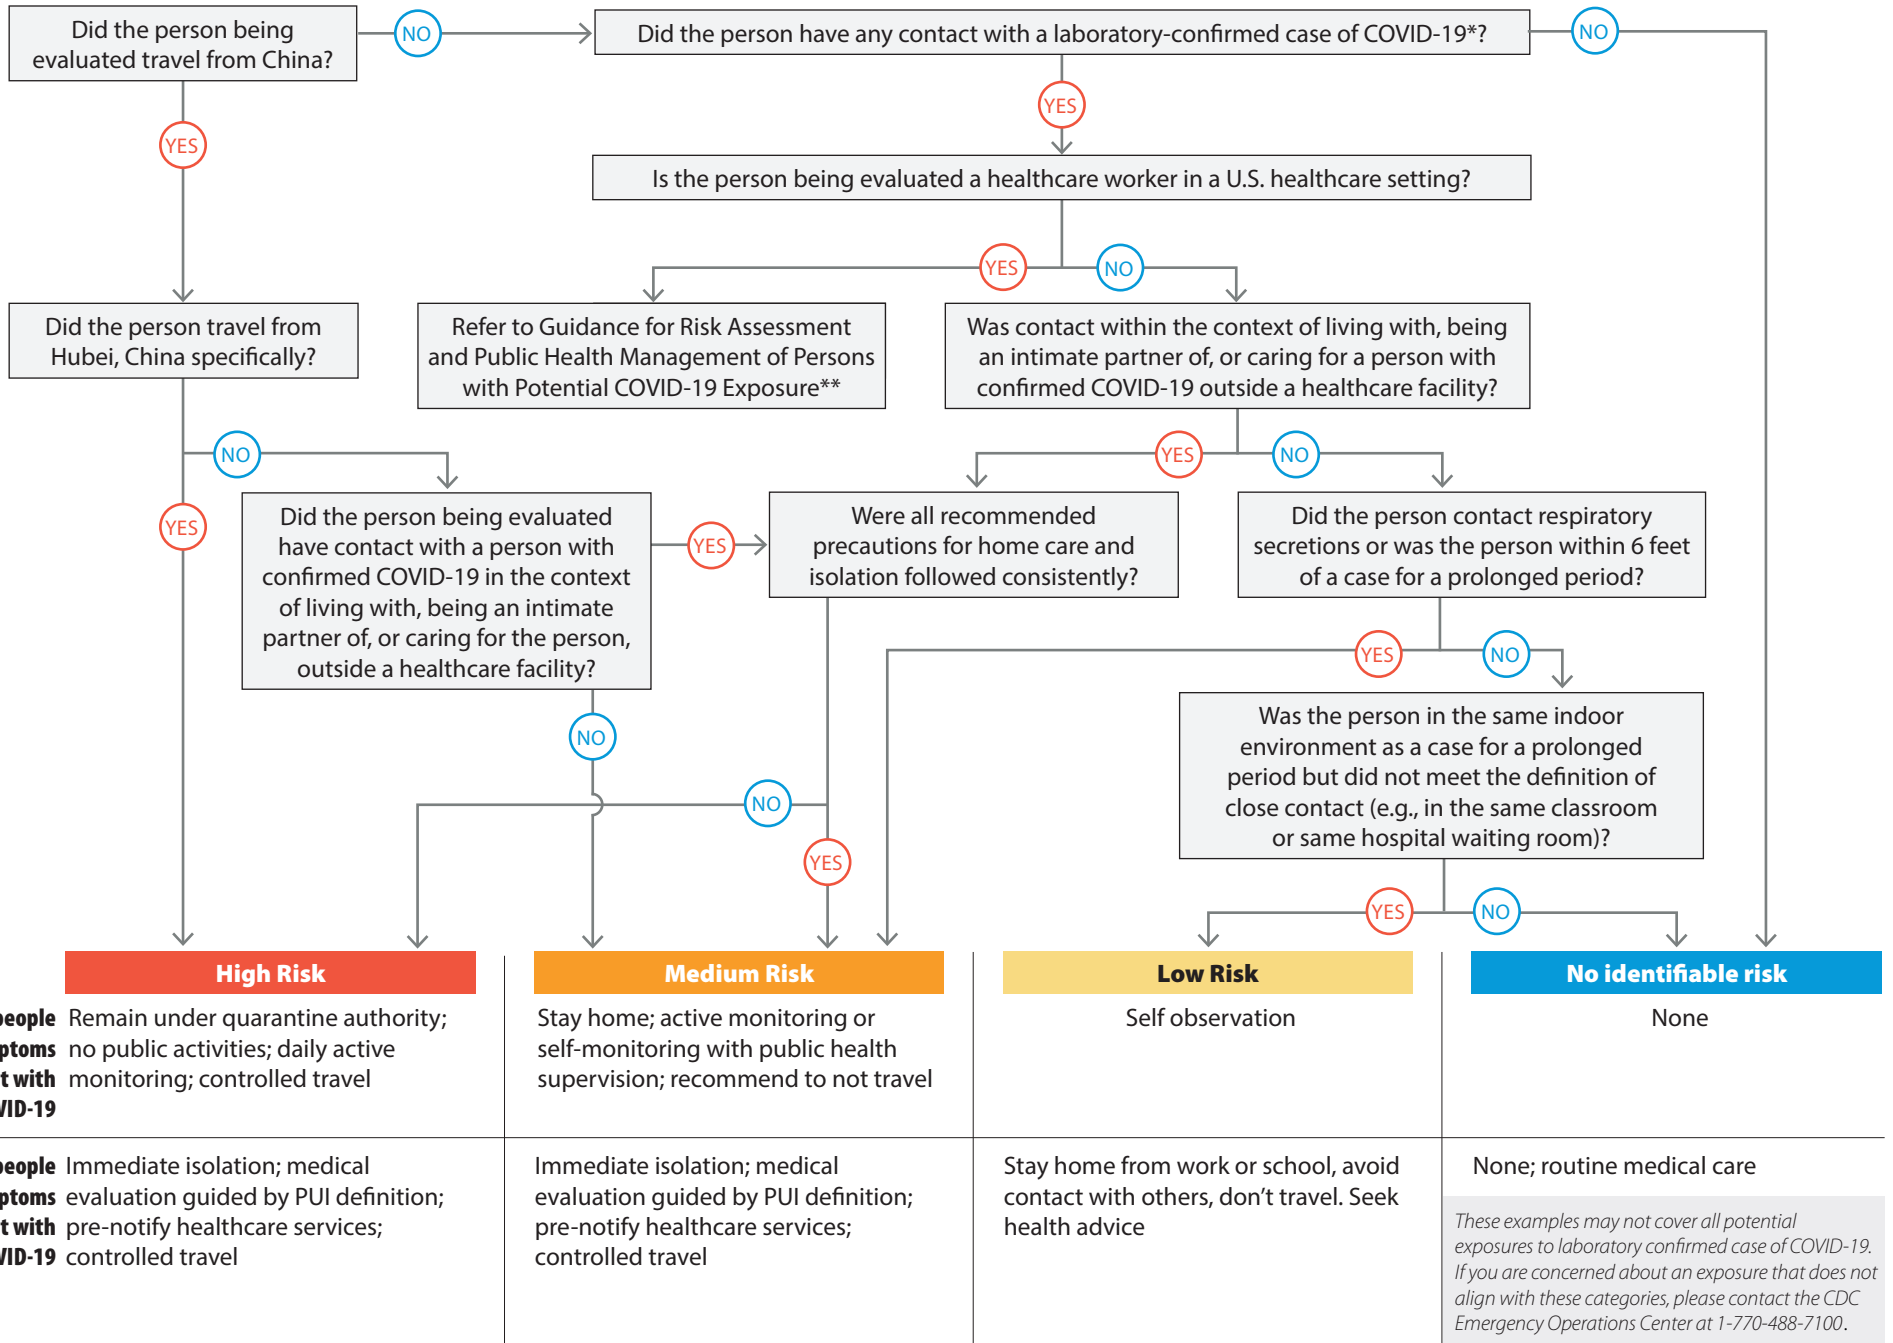 Did the person being
evaluated travel from China?
NO
Did the person have any contact with a laboratory-confirmed case of COVID-19*?
NO
YES
YES
Is the person being evaluated a healthcare worker in a U.S. healthcare setting?
YES
NO
Did the person travel from
Hubei, China specifically?
Refer to Guidance for Risk Assessment
and Public Health Management of Persons
with Potential COVID-19 Exposure**
Was contact within the context of living with, being
an intimate partner of, or caring for a person with
confirmed COVID-19 outside a healthcare facility?
NO
YES
YES
NO
Did the person being evaluated
have contact with a person with
confirmed COVID-19 in the context
of living with, being an intimate
partner of, or caring for the person,
outside a healthcare facility?
YES
Were all recommended
precautions for home care and
isolation followed consistently?
Did the person contact respiratory
secretions or was the person within 6 feet
of a case for a prolonged period?
YES
NO
NO
Was the person in the same indoor
environment as a case for a prolonged
period but did not meet the definition of
close contact (e.g., in the same classroom
or same hospital waiting room)?
NO
YES
YES
NO
High Risk
Medium Risk
Low Risk
No identifiable risk
people
ptoms
t with
VID-19
Remain under quarantine authority;
no public activities; daily active
monitoring; controlled travel
Stay home; active monitoring or
self-monitoring with public health
supervision; recommend to not travel
Self observation
None
people
ptoms
t with
VID-19
Immediate isolation; medical
evaluation guided by PUI definition;
pre-notify healthcare services;
controlled travel
Immediate isolation; medical
evaluation guided by PUI definition;
pre-notify healthcare services;
controlled travel
Stay home from work or school, avoid
contact with others, don't travel. Seek
health advice
None; routine medical care
These examples may not cover all potential
exposures to laboratory confirmed case of COVID-19.
If you are concerned about an exposure that does not
align with these categories, please contact the CDC
Emergency Operations Center at 1-770-488-7100.